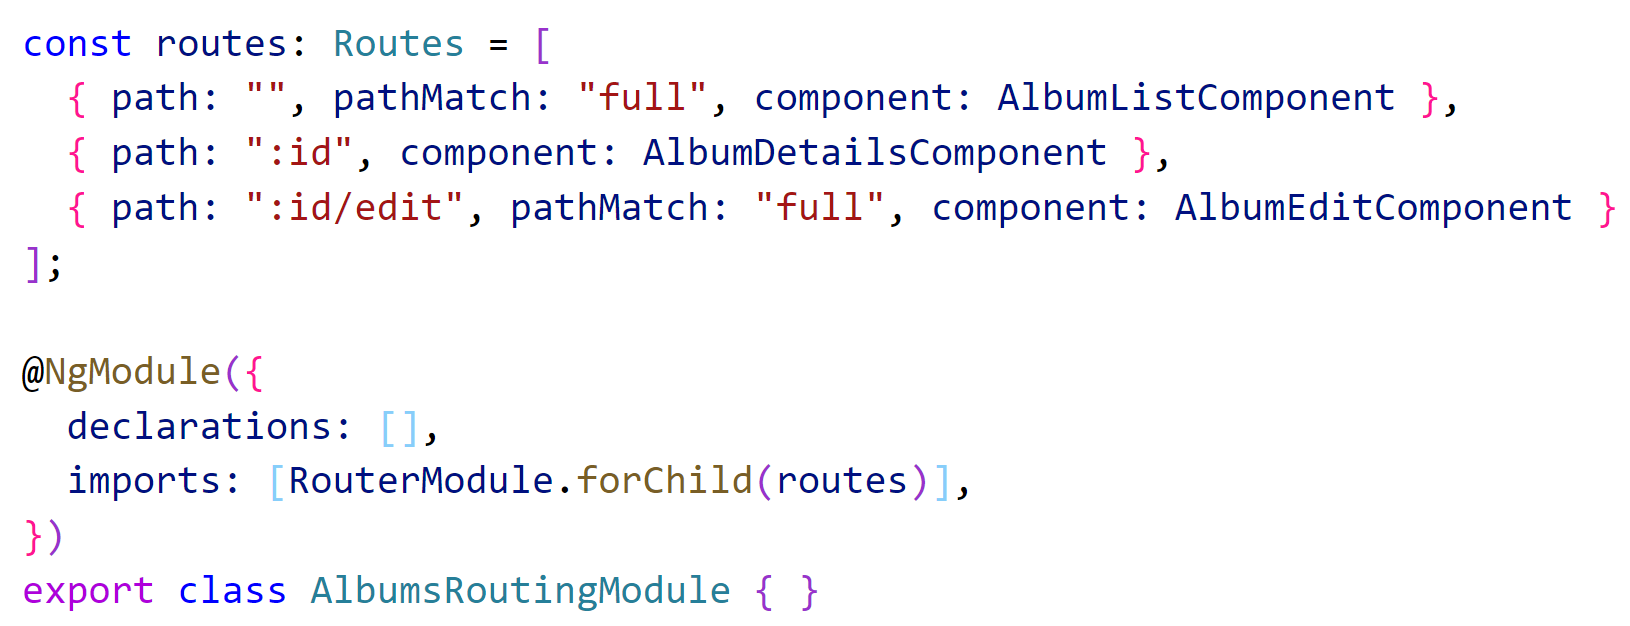 const routes: Routes = [
  { path: "", pathMatch: "full", component: AlbumListComponent },
  { path: ":id", component: AlbumDetailsComponent },
  { path: ":id/edit", pathMatch: "full", component: AlbumEditComponent }
];

@NgModule({
  declarations: [],
  imports: [RouterModule.forChild(routes)],
})
export class AlbumsRoutingModule { }